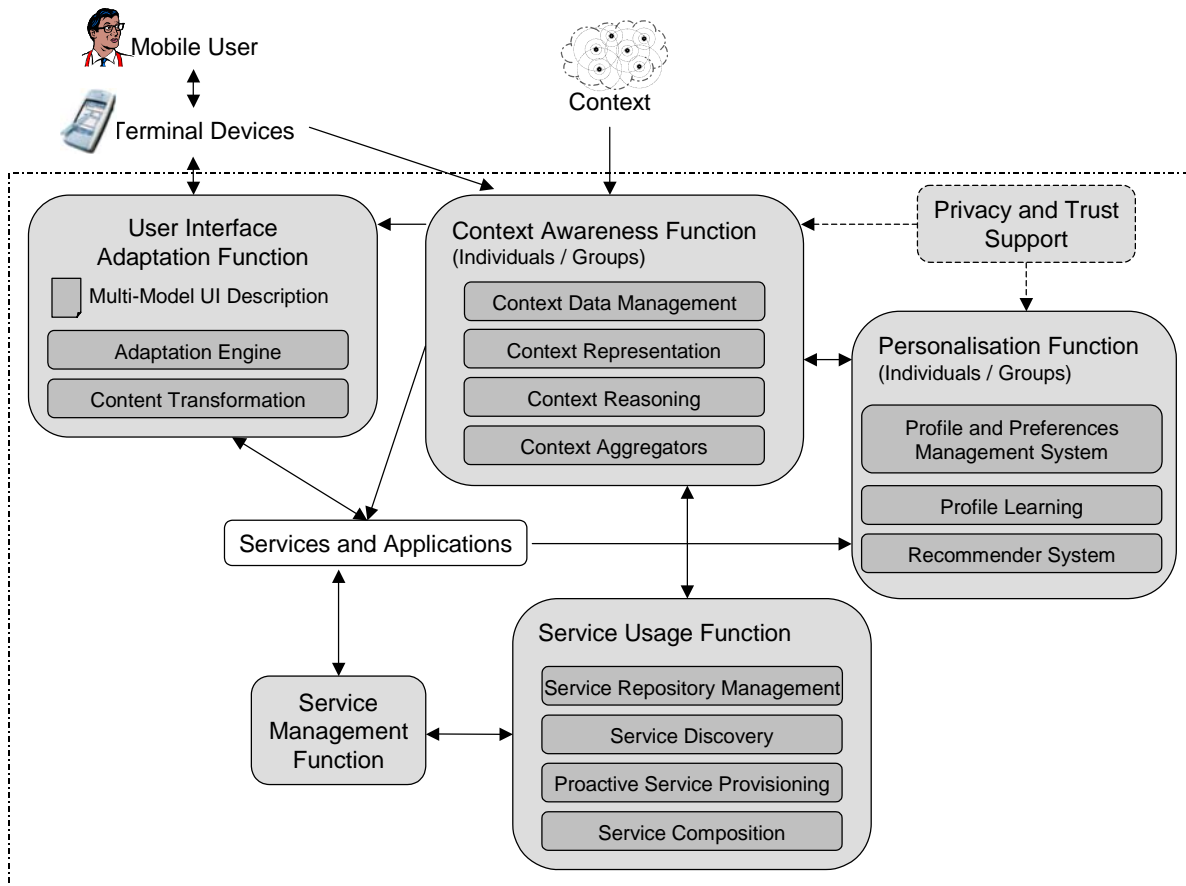 Mobile User
Context
Terminal Devices
User Interface
Adaptation Function
Multi-Model UI Description
Adaptation Engine
Content Transformation
Context Awareness Function
(Individuals / Groups)
Context Data Management
Context Representation
Context Reasoning
Context Aggregators
Privacy and Trust
Support
Personalisation Function
(Individuals / Groups)
Profile and Preferences
Management System
Profile Learning
Recommender System
Services and Applications
Service
Management
Function
Service Usage Function
Service Repository Management
Service Discovery
Proactive Service Provisioning
Service Composition